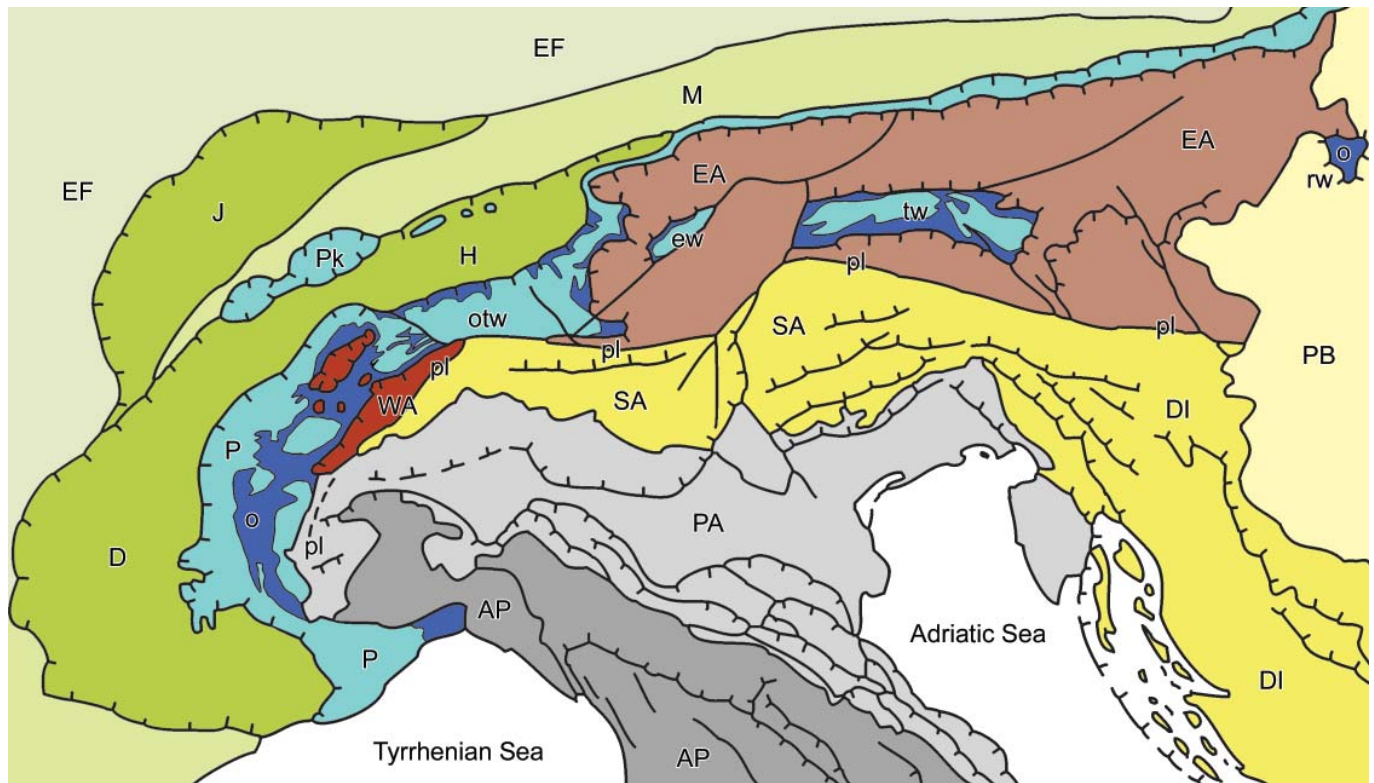 EF
M
EF
J
EA
EA
o
rw
Pk
H
ew
tw
pl
otw
SA
pl
pl
pl
PB
WA
SA
DI
P
o
PA
pl
D
AP
Adriatic Sea
P
DI
Tyrrhenian Sea
AP